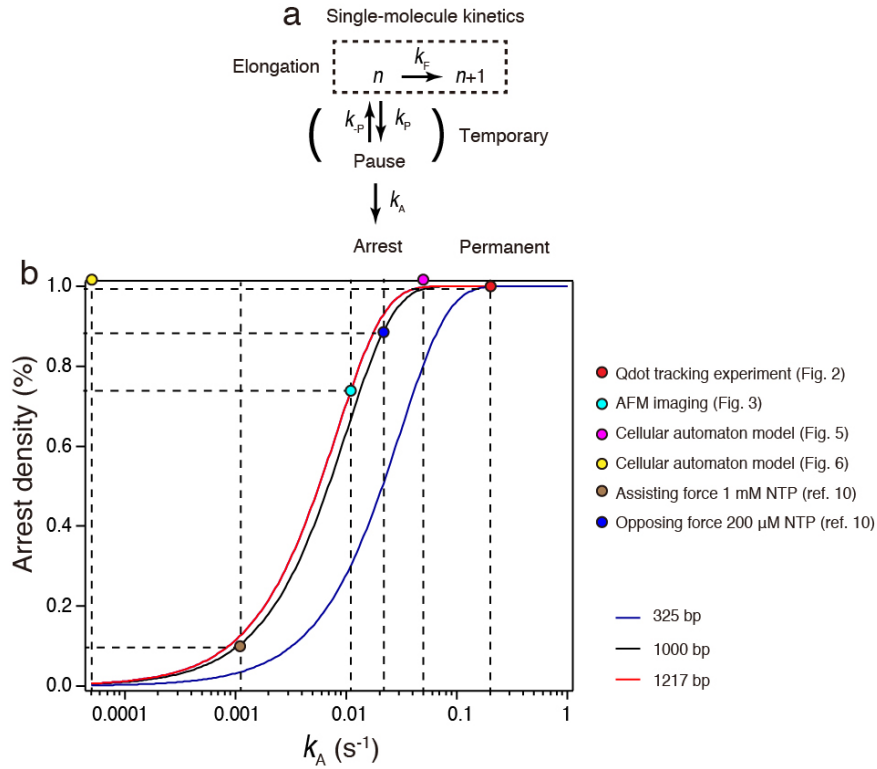 a Single-molecule kinetics
Elongation
n kF n+1
k-P kP
Temporary
Pause
kA
Arrest Permanent
b
Arrest density (%)
1.0
0.8
0.6
0.4
0.2
0.0
0.0001 0.001 0.01 0.1 1
kA (s-1)
Qdot tracking experiment (Fig. 2)
AFM imaging (Fig. 3)
Cellular automaton model (Fig. 5)
Cellular automaton model (Fig. 6)
Assisting force 1 mM NTP (ref. 10)
Opposing force 200 µM NTP (ref. 10)
325 bp
1000 bp
1217 bp